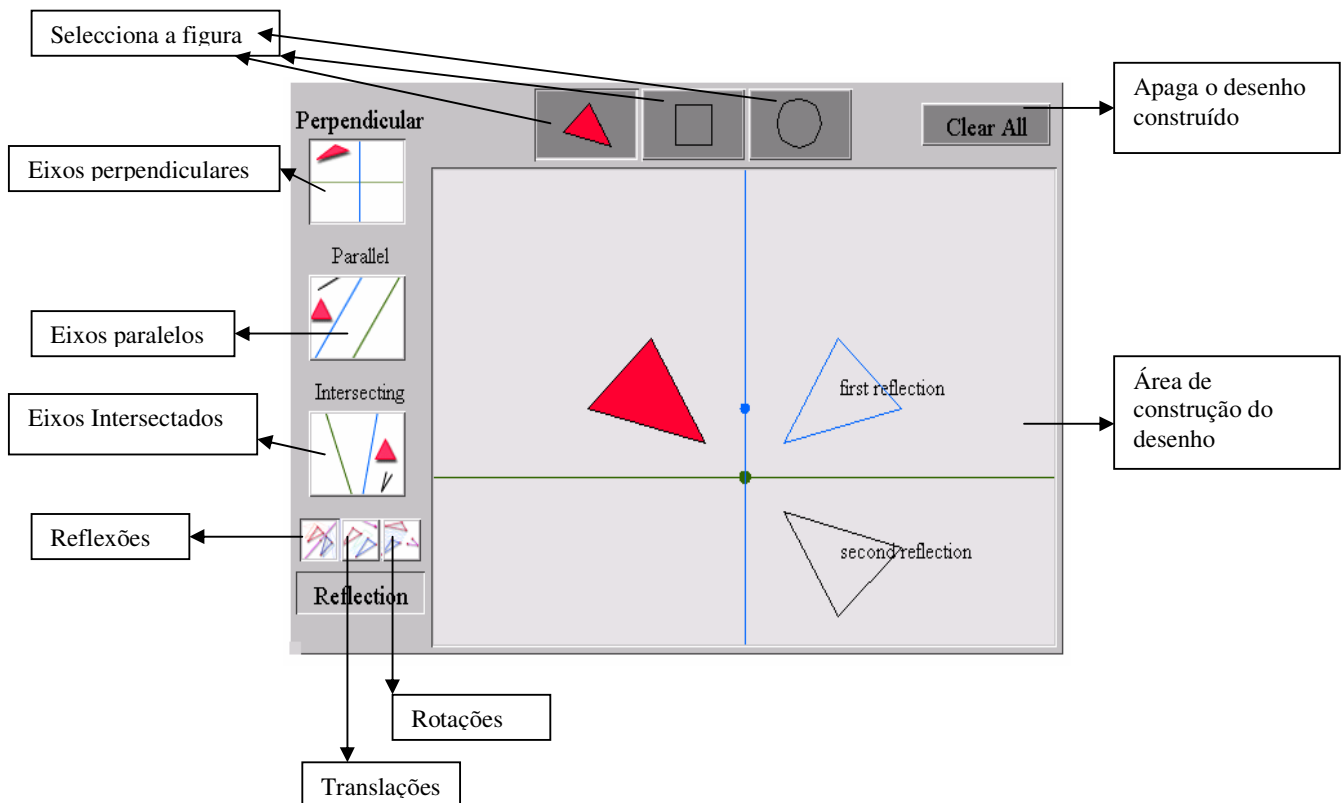 Selecciona a figura
Apaga o desenho
construído
Perpendicular
Clear All
Eixos perpendiculares
Parallel
Eixos paralelos
first reflection
Área de
construção do
desenho
Intersecting
Eixos Intersectados
Reflexões
second reflection
Reflection
Rotações
Translações